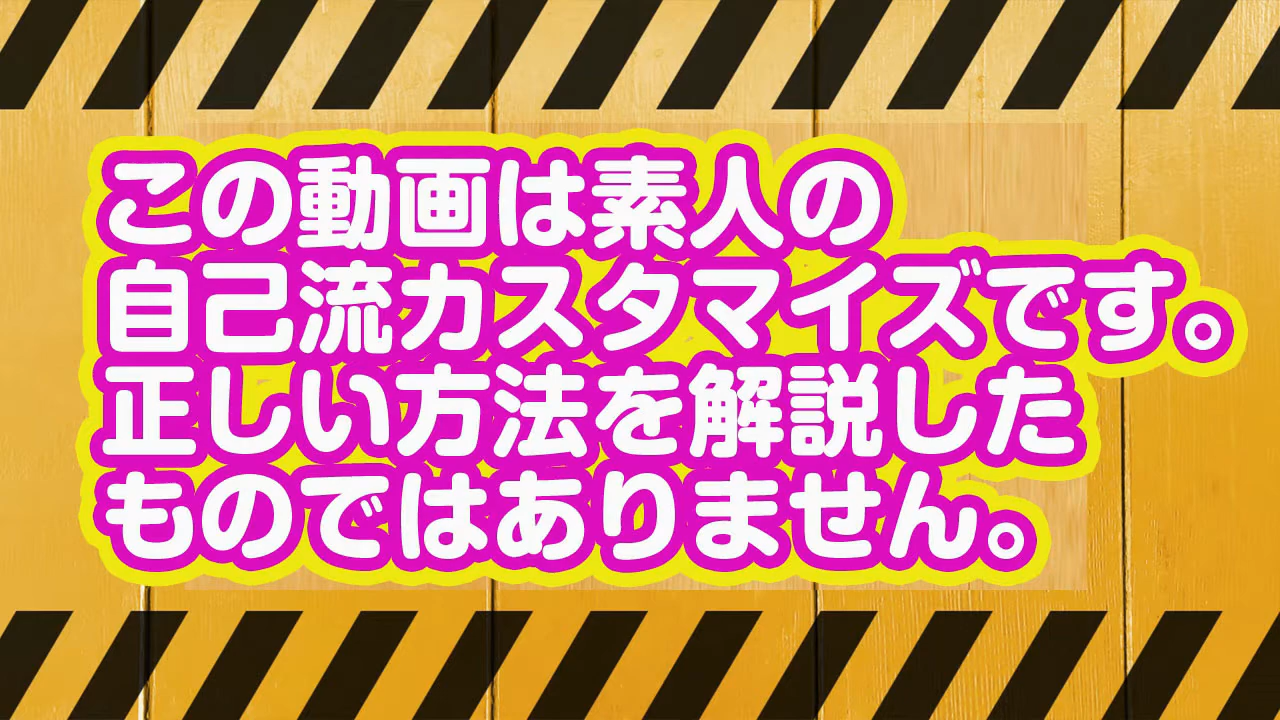 この動画は素人の
自己流カスタマイズです。
正しい方法を解説した
ものではありません。